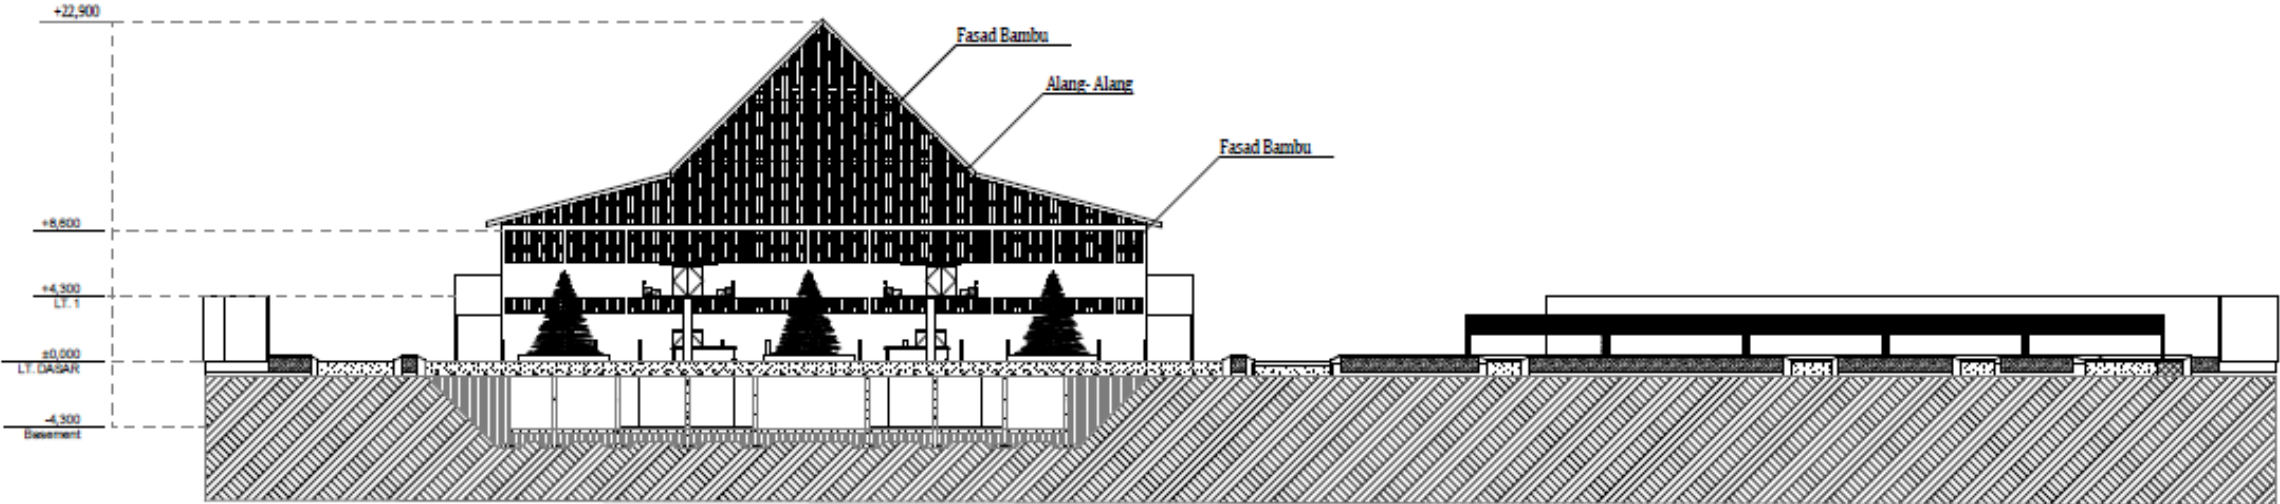 +22,900
Fasad Bambu
Alang- Alang
Fasad Bambu
+8,600
+4,300
LT. 1
±0,000
LT. DASAR
-4,300
Basement